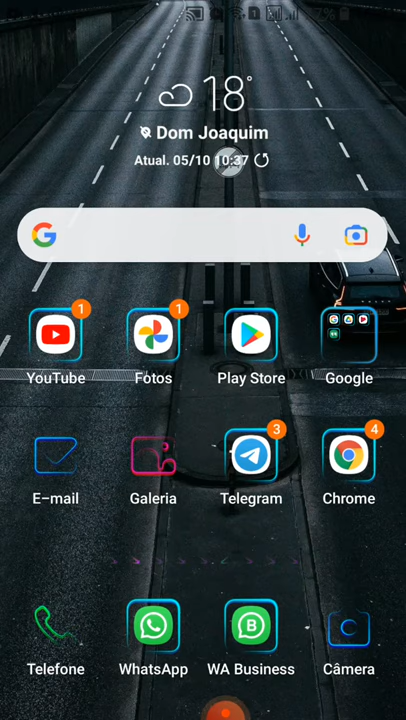 18°
Dom Joaquim
Atual. 05/10 10:37
1
1
YouTube
Fotos
Play Store
Google
3
4
E-mail
Galeria
Telegram
Chrome
Telefone
WhatsApp
WA Business
Câmera